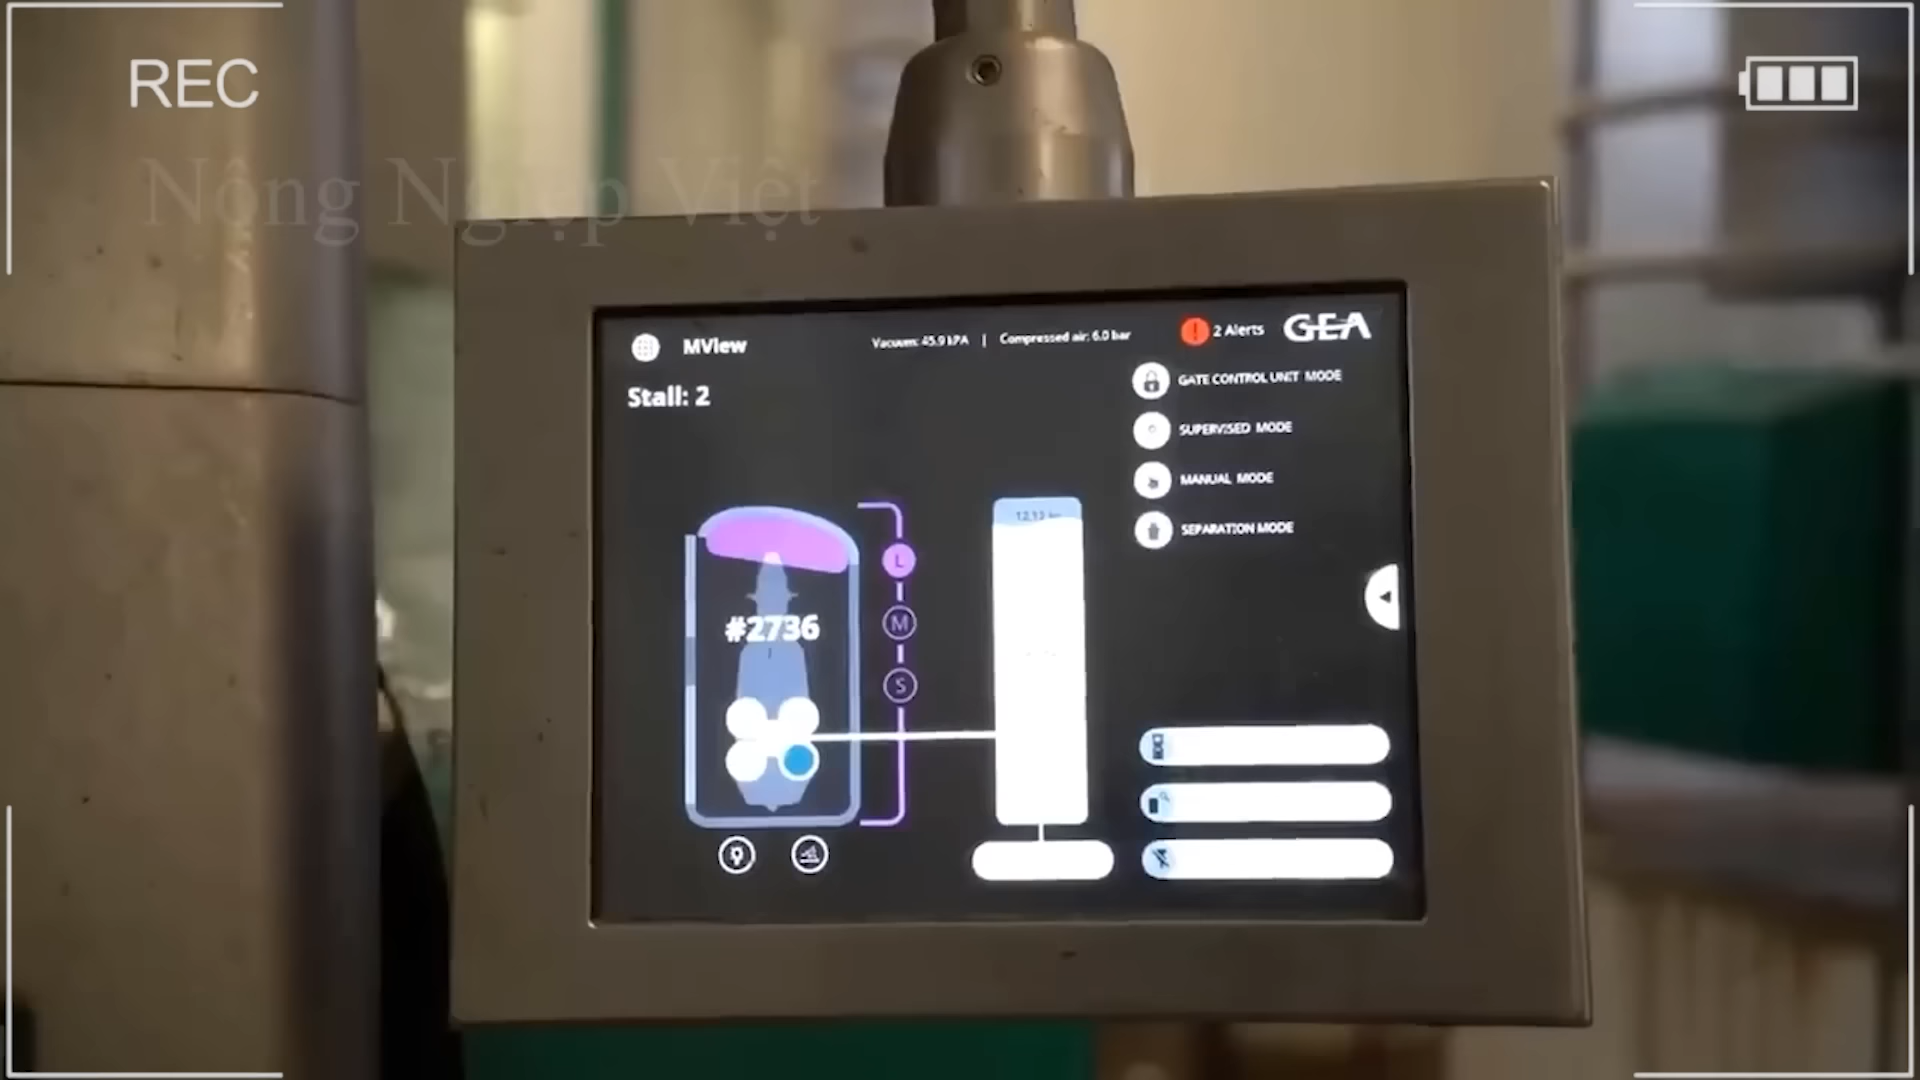 REC
Nông Nghiệp Việt
MView
Vacuum: 45.9 kPA | Compressed air: 6.0 bar
2 Alerts
GEA
Stall: 2
GATE CONTROL UNIT MODE
SUPERVISED MODE
MANUAL MODE
SEPARATION MODE
L
#2736
M
S